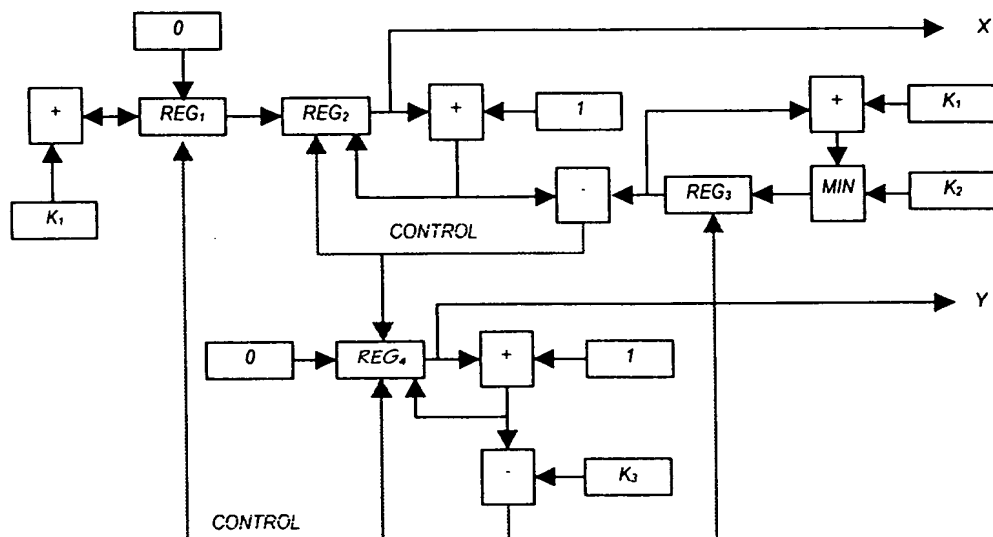 0
X
+
REG₁
REG₂
+
1
+
K₁
K₁
-
REG₃
MIN
K₂
CONTROL
Y
0
REG₄
+
1
-
K₃
CONTROL